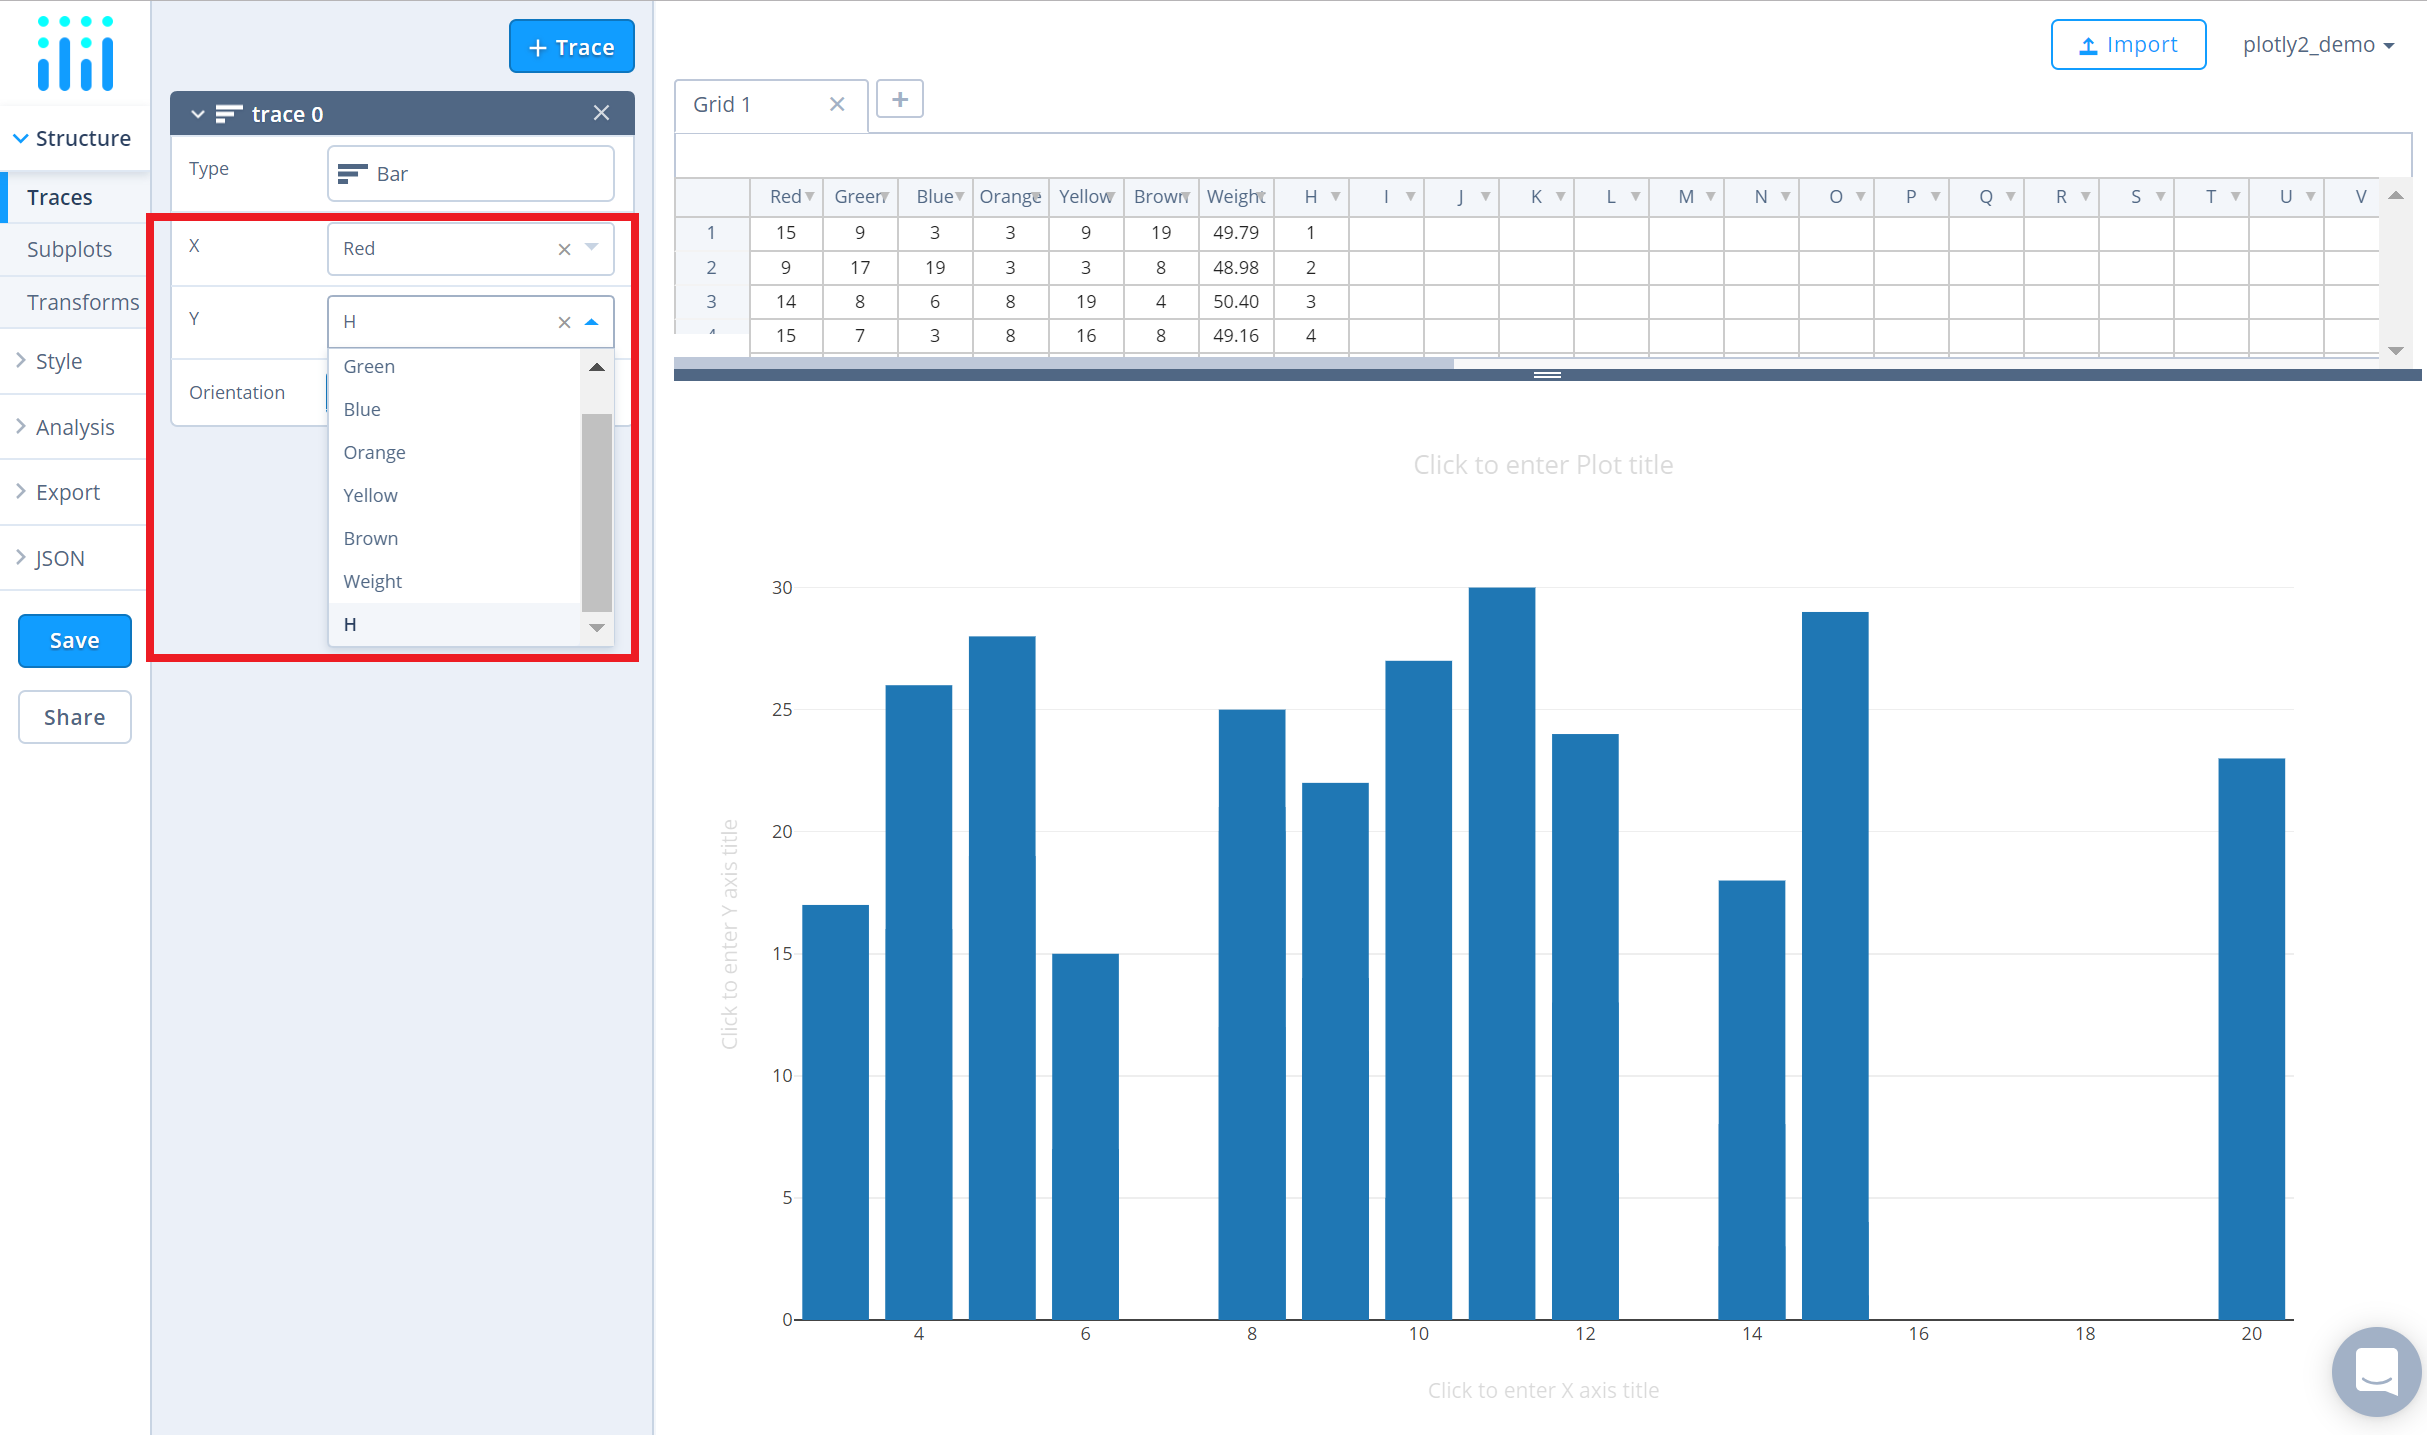 + Trace
Import
plotly2_demo
Structure
Traces
Subplots
Transforms
Style
Analysis
Export
JSON
Save
Share
trace 0
Type
Bar
X
Red
Y
H
Green
Blue
Orange
Yellow
Brown
Weight
H
Orientation
Grid 1
Red Green Blue Orange Yellow Brown Weight H I J K L M N O P Q R S T U V
1 15 9 3 3 9 19 49.79 1
2 9 17 19 3 3 8 48.98 2
3 14 8 6 8 19 4 50.40 3
4 15 7 3 8 16 8 49.16 4
Click to enter Plot title
Click to enter Y axis title
30
25
20
15
10
5
0
4 6 8 10 12 14 16 18 20
Click to enter X axis title